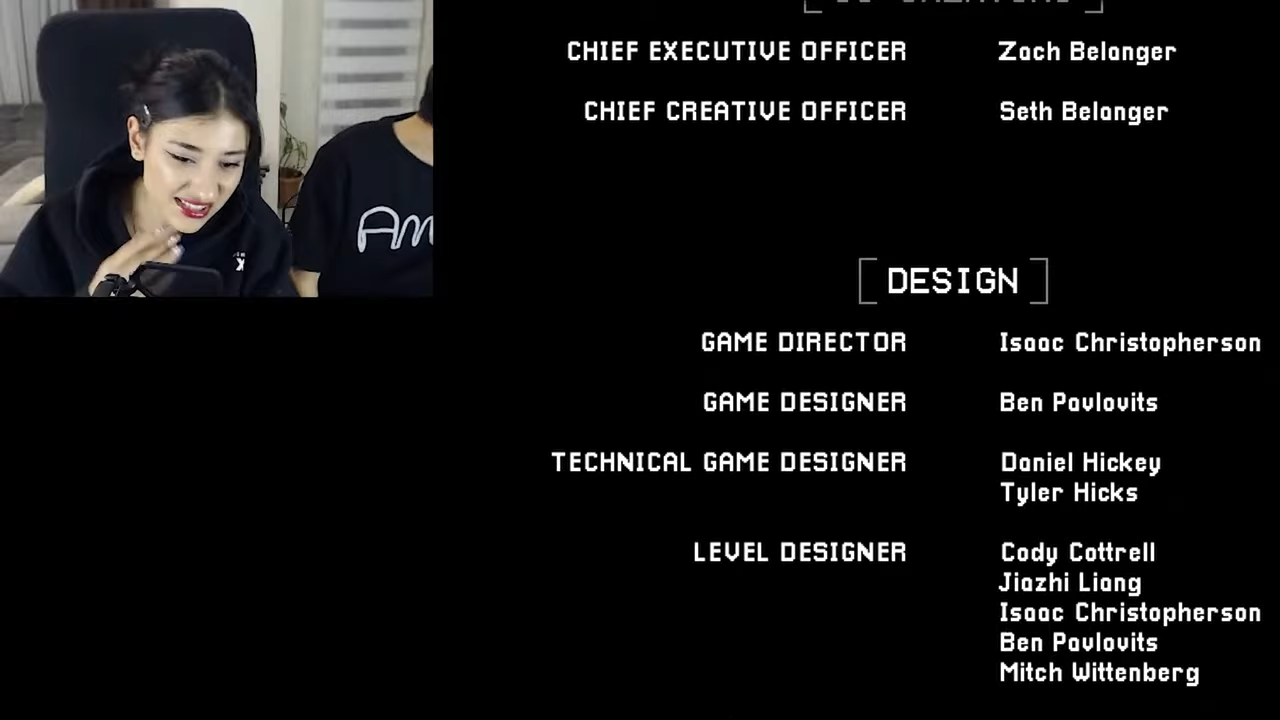 CHIEF EXECUTIVE OFFICER Zach Belanger
CHIEF CREATIVE OFFICER Seth Belanger
DESIGN
GAME DIRECTOR Isaac Christopherson
GAME DESIGNER Ben Pavlovits
TECHNICAL GAME DESIGNER Daniel Hickey
Tyler Hicks
LEVEL DESIGNER Cody Cottrell
Jiazhi Liang
Isaac Christopherson
Ben Pavlovits
Mitch Wittenberg